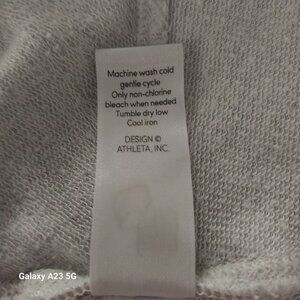 Machine wash cold
gentle cycle
Only non-chlorine
bleach when needed
Tumble dry low
Cool iron
DESIGN ©
ATHLETA, INC.
Galaxy A23 5G